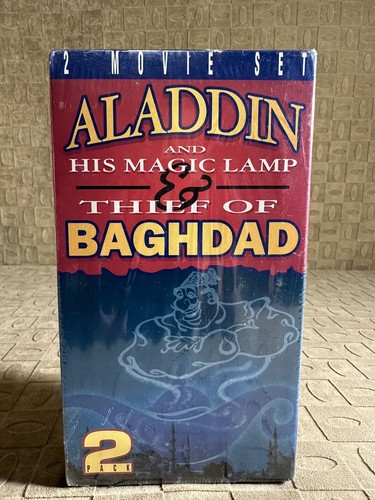 2 MOVIE SET
ALADDIN
AND
HIS MAGIC LAMP
&
THIEF OF
BAGHDAD
2
PACK